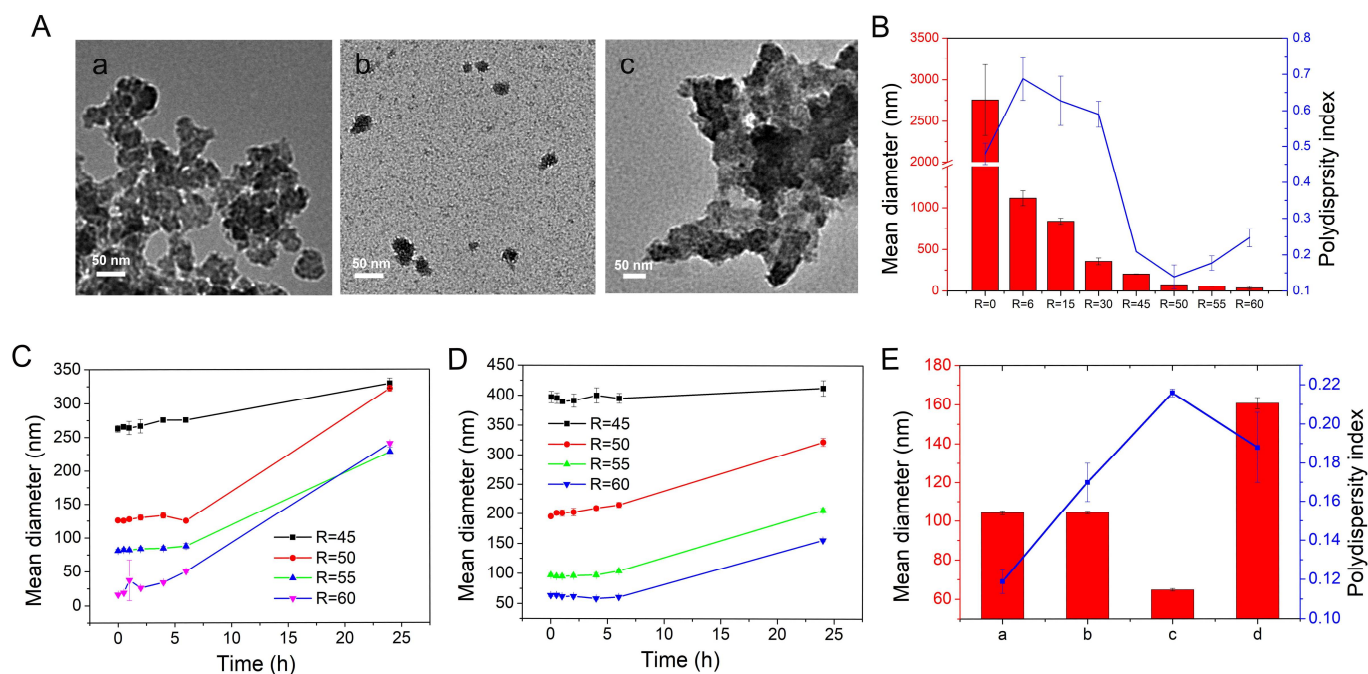 A
a
50 nm
b
50 nm
c
50 nm
B
Mean diameter (nm)
3500
3000
2500
2000
1000
500
0
R=0 R=6 R=15 R=30 R=45 R=50 R=55 R=60
0.8
0.7
0.6
0.5
0.4
0.3
0.2
0.1
Polydisprsity index
C
Mean diameter (nm)
350
300
250
200
150
100
50
0
R=45
R=50
R=55
R=60
0 5 10 15 20 25
Time (h)
D
Mean diameter (nm)
450
400
350
300
250
200
150
100
50
R=45
R=50
R=55
R=60
0 5 10 15 20 25
Time (h)
E
Mean diameter (nm)
180
160
140
120
100
80
60
a b c d
0.22
0.20
0.18
0.16
0.14
0.12
0.10
Polydispersity index